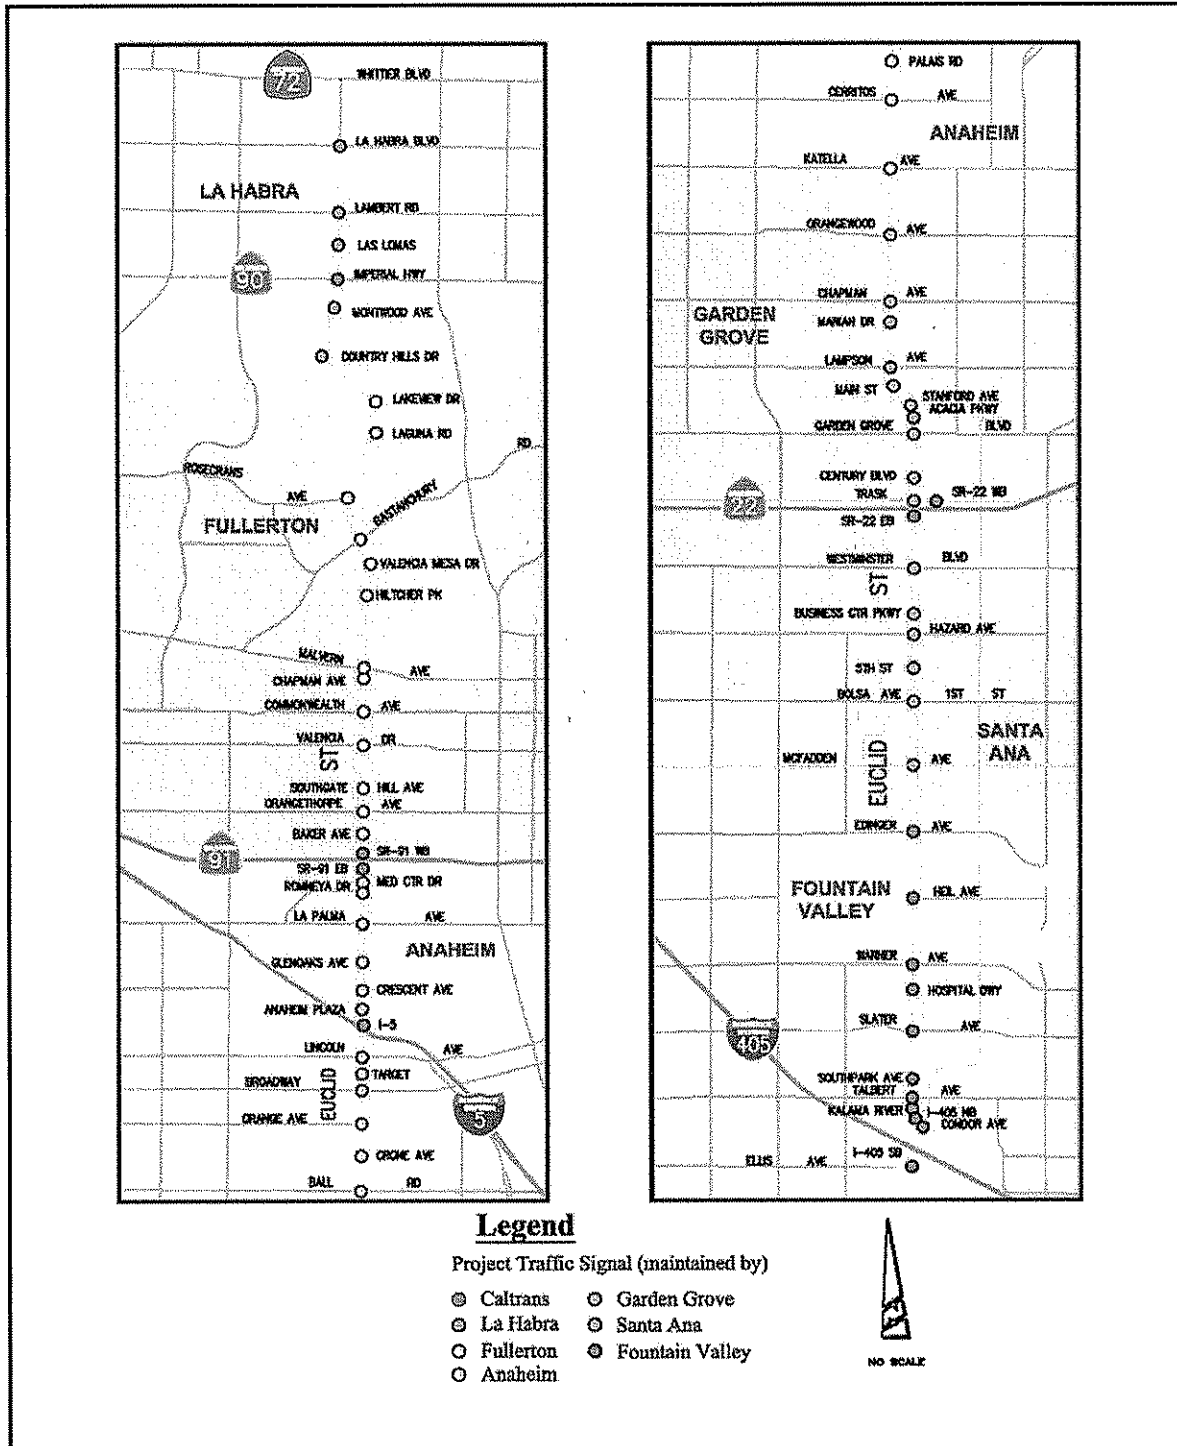 72
WHITTIER BLVD
LA HABRA BLVD
LA HABRA
LAMBERT RD
LAS LOMAS
90
IMPERIAL HWY
MONTWOOD AVE
COUNTRY HILLS DR
LAKEVIEW DR
LAGUNA RD
RD
ROSECRANS
AVE
BASTANCHURY
FULLERTON
VALENCIA MESA DR
HILTCHER PK
MALVERN
AVE
CHAPMAN AVE
COMMONWEALTH AVE
VALENCIA DR
ST
SOUTHGATE HILL AVE
ORANGETHORPE AVE
BAKER AVE
91
SR-91 WB
SR-91 EB
ROMNEYA DR MED CTR DR
LA PALMA AVE
ANAHEIM
GLENOAKS AVE
CRESCENT AVE
ANAHEIM PLAZA
I-5
LINCOLN AVE
TARGET
BROADWAY
EUCLID
5
ORANGE AVE
CRONE AVE
BALL RD
PALAIS RD
CERRITOS AVE
ANAHEIM
KATELLA AVE
ORANGEWOOD AVE
CHAPMAN AVE
GARDEN
GROVE
MARIAN DR
LAMPSON AVE
MAIN ST
STANFORD AVE
ACACIA PKWY
GARDEN GROVE BLVD
CENTURY BLVD
22
TRASK SR-22 WB
SR-22 EB
WESTMINSTER BLVD
ST
BUSINESS CTR PKWY
HAZARD AVE
5TH ST
BOLSA AVE 1ST ST
SANTA
ANA
MCFADDEN AVE
EUCLID
EDINGER AVE
FOUNTAIN
VALLEY
HEIL AVE
WARNER AVE
HOSPITAL DWY
SLATER AVE
405
SOUTHPARK AVE
TALBERT AVE
KALAMA RIVER I-405 NB
CONDOR AVE
I-405 SB
ELLIS AVE
Legend
Project Traffic Signal (maintained by)
Caltrans Garden Grove
La Habra Santa Ana
Fullerton Fountain Valley
Anaheim
NO SCALE